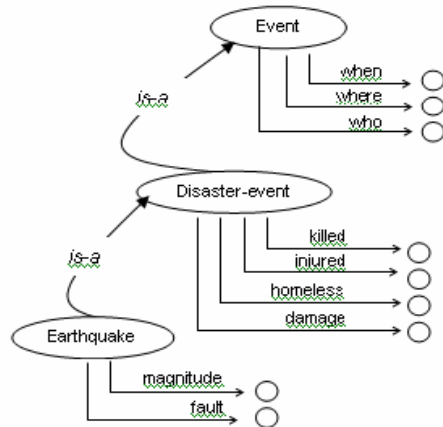 Event
when
where
who
is-a
Disaster-event
killed
injured
homeless
damage
is-a
Earthquake
magnitude
fault